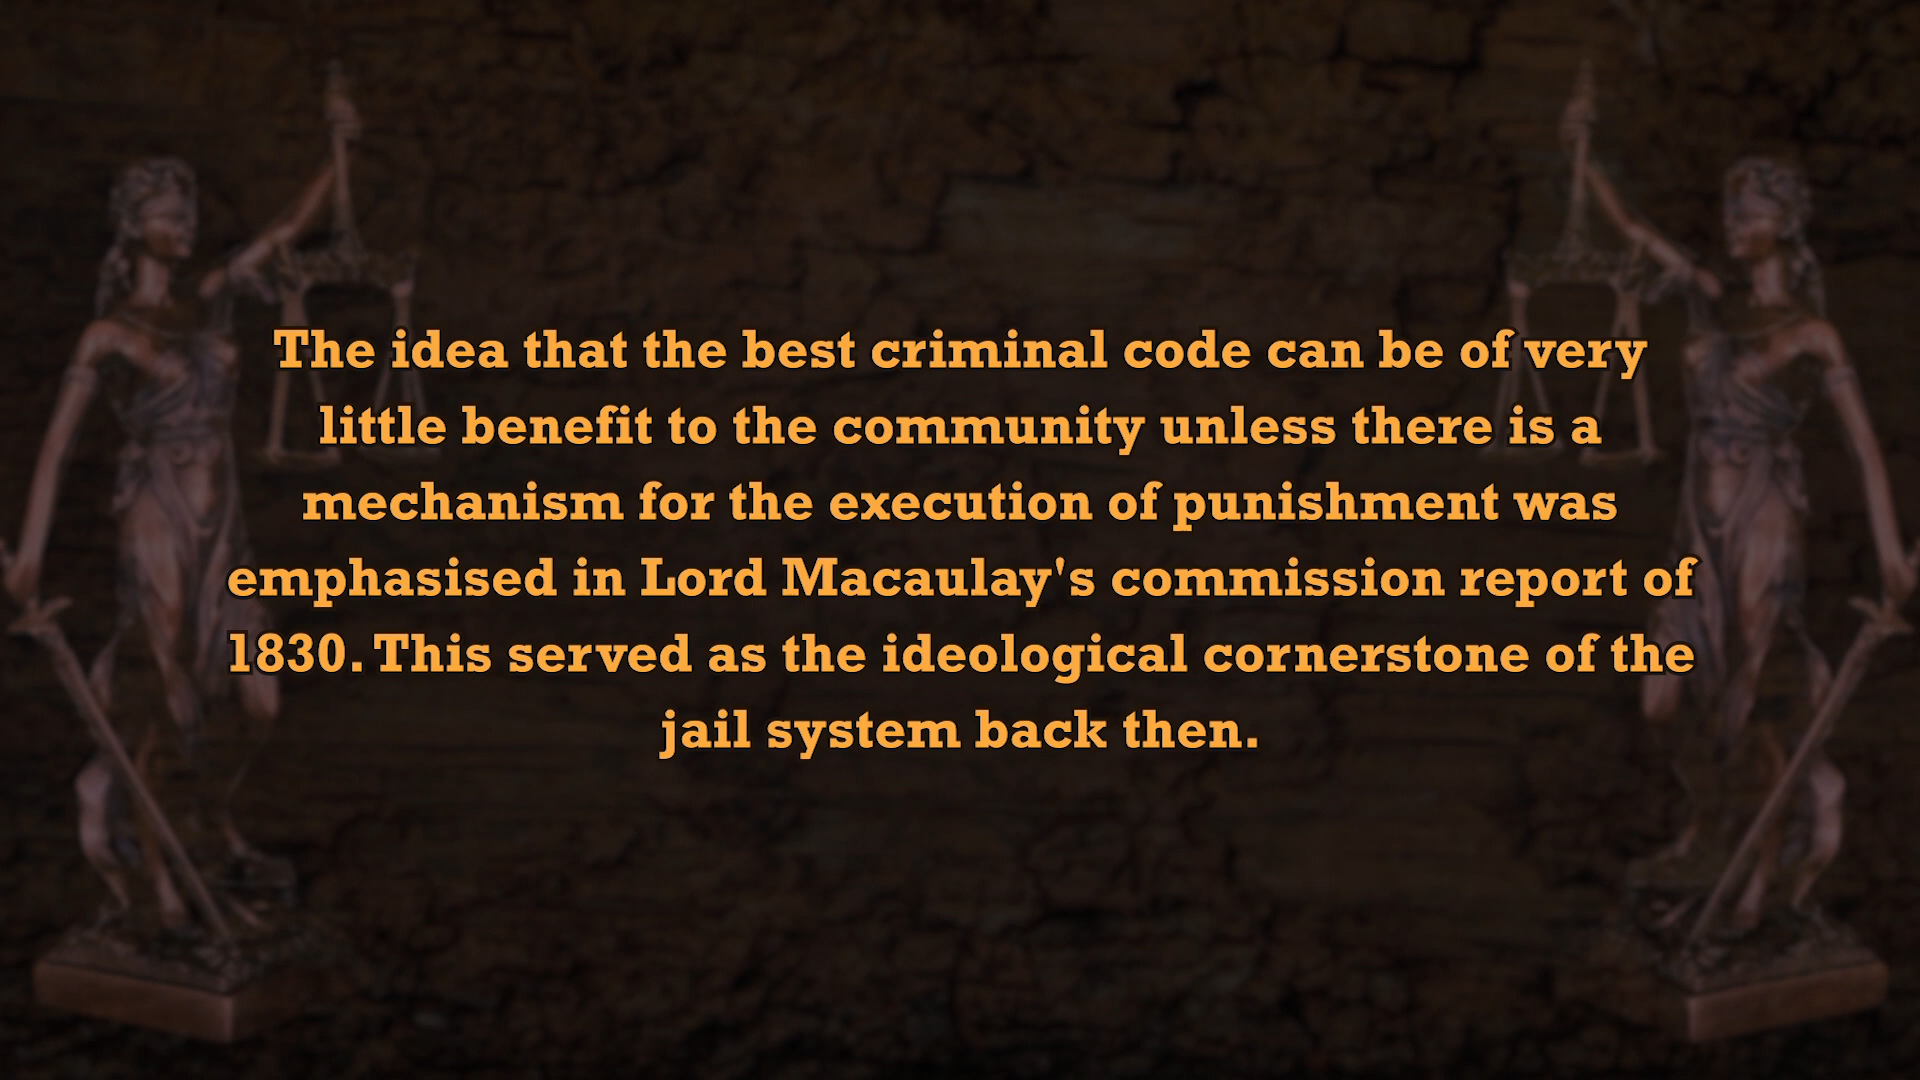 The idea that the best criminal code can be of very
little benefit to the community unless there is a
mechanism for the execution of punishment was
emphasised in Lord Macaulay's commission report of
1830. This served as the ideological cornerstone of the
jail system back then.